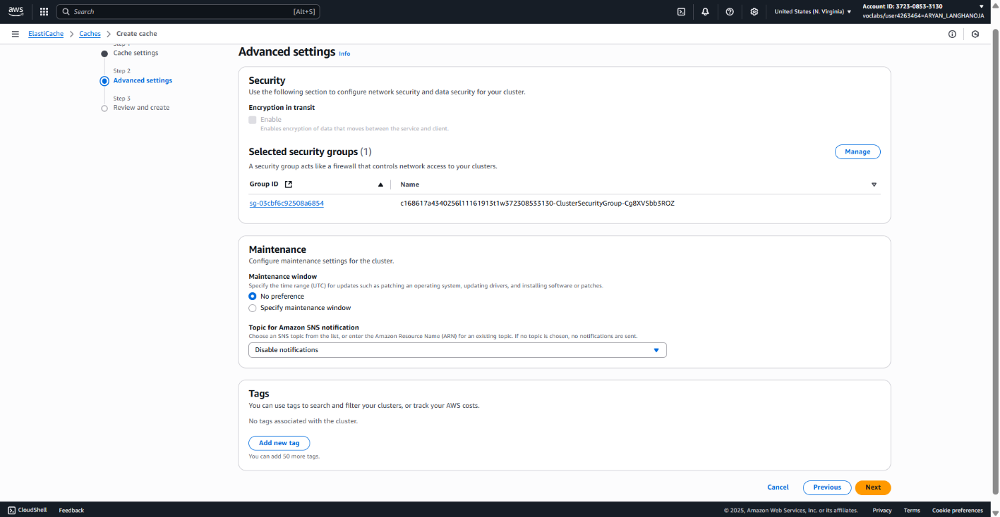 aws
Search
[Alt+S]
United States (N. Virginia)
Account ID: 3723-0853-3130
voclabs/user4263464=ARYAN_LANGHANOJA
ElastiCache
Caches
Create cache
Step 1
Cache settings
Step 2
Advanced settings
Step 3
Review and create
Advanced settings Info
Security
Use the following section to configure network security and data security for your cluster.
Encryption in transit
Enable
Enables encryption of data that moves between the service and client.
Selected security groups (1)
Manage
A security group acts like a firewall that controls network access to your clusters.
Group ID
Name
sg-03cbf6c92508a6854
c168617a4340256l11161913t1w372308533130-ClusterSecurityGroup-Cg8XVSbb3ROZ
Maintenance
Configure maintenance settings for the cluster.
Maintenance window
Specify the time range (UTC) for updates such as patching an operating system, updating drivers, and installing software or patches.
No preference
Specify maintenance window
Topic for Amazon SNS notification
Choose an SNS topic from the list, or enter the Amazon Resource Name (ARN) for an existing topic. If no topic is chosen, no notifications are sent.
Disable notifications
Tags
You can use tags to search and filter your clusters, or track your AWS costs.
No tags associated with the cluster.
Add new tag
You can add 50 more tags.
Cancel
Previous
Next
CloudShell
Feedback
© 2025, Amazon Web Services, Inc. or its affiliates.
Privacy
Terms
Cookie preferences